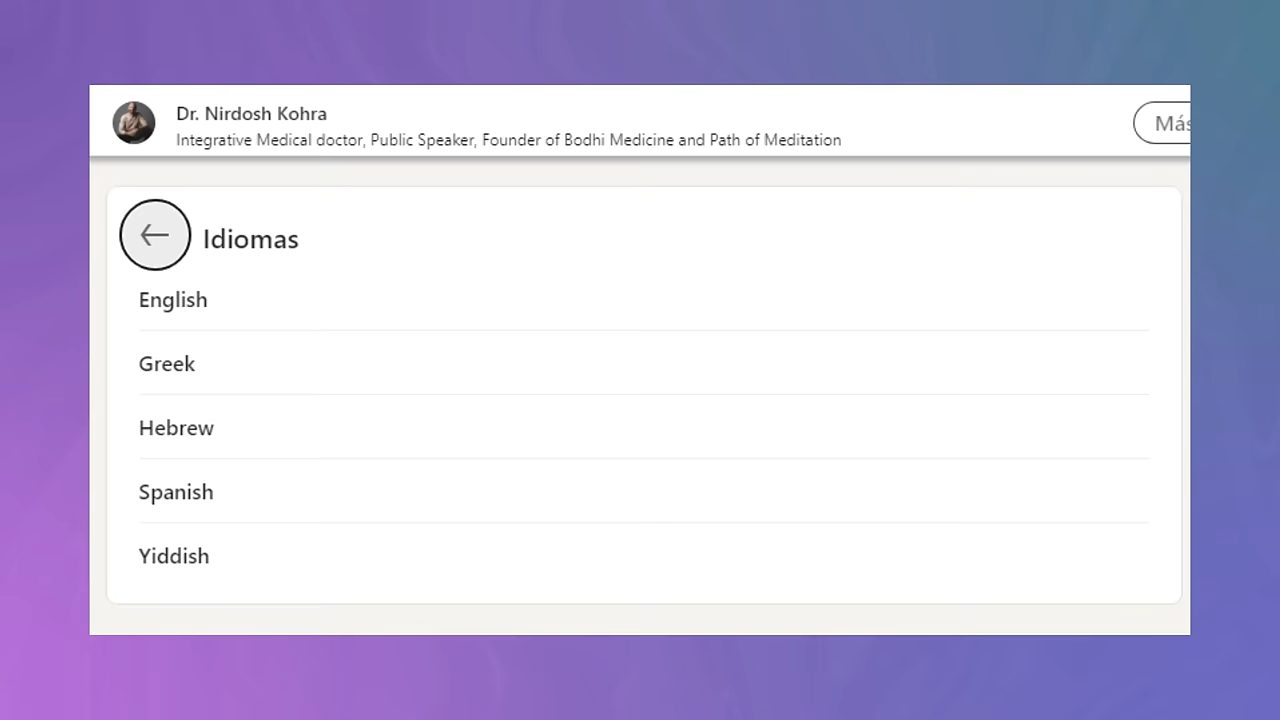 Dr. Nirdosh Kohra
Integrative Medical doctor, Public Speaker, Founder of Bodhi Medicine and Path of Meditation
Más
Idiomas
English
Greek
Hebrew
Spanish
Yiddish